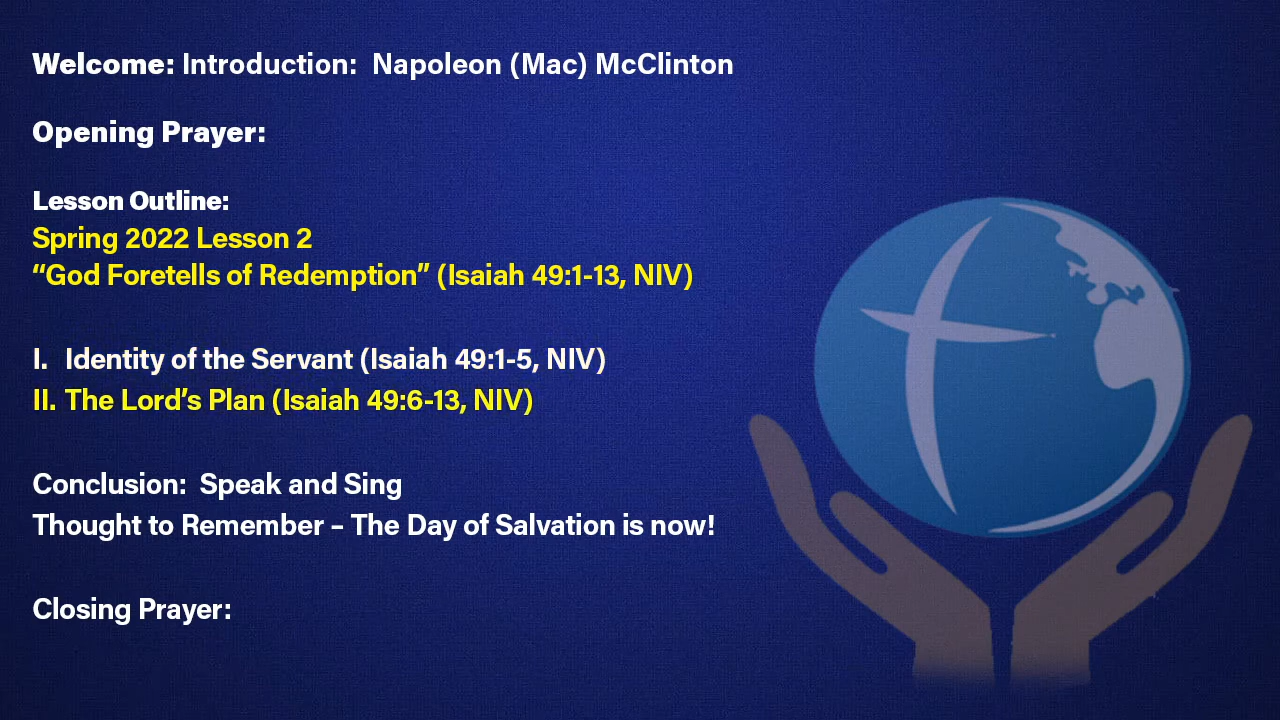 Welcome: Introduction:  Napoleon (Mac) McClinton
Opening Prayer:
Lesson Outline:
Spring 2022 Lesson 2
“God Foretells of Redemption” (Isaiah 49:1-13, NIV)
I.  Identity of the Servant (Isaiah 49:1-5, NIV)
II. The Lord’s Plan (Isaiah 49:6-13, NIV)
Conclusion:  Speak and Sing
Thought to Remember – The Day of Salvation is now!
Closing Prayer: